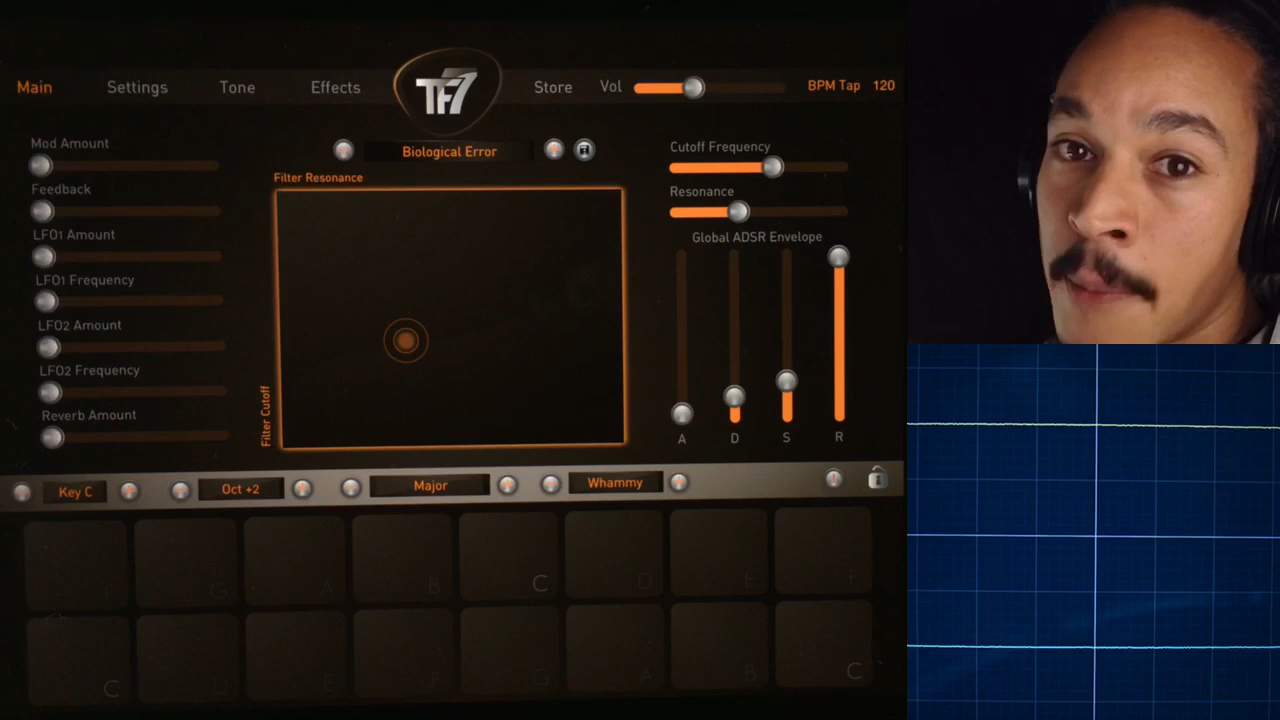 Main Settings Tone Effects TF7 Store Vol BPM Tap 120
Mod Amount
Feedback
LFO1 Amount
LFO1 Frequency
LFO2 Amount
LFO2 Frequency
Reverb Amount
Biological Error
Filter Resonance
Filter Cutoff
Cutoff Frequency
Resonance
Global ADSR Envelope
A D S R
Key C Oct +2 Major Whammy
F G A B C D E F
C D E F G A B C